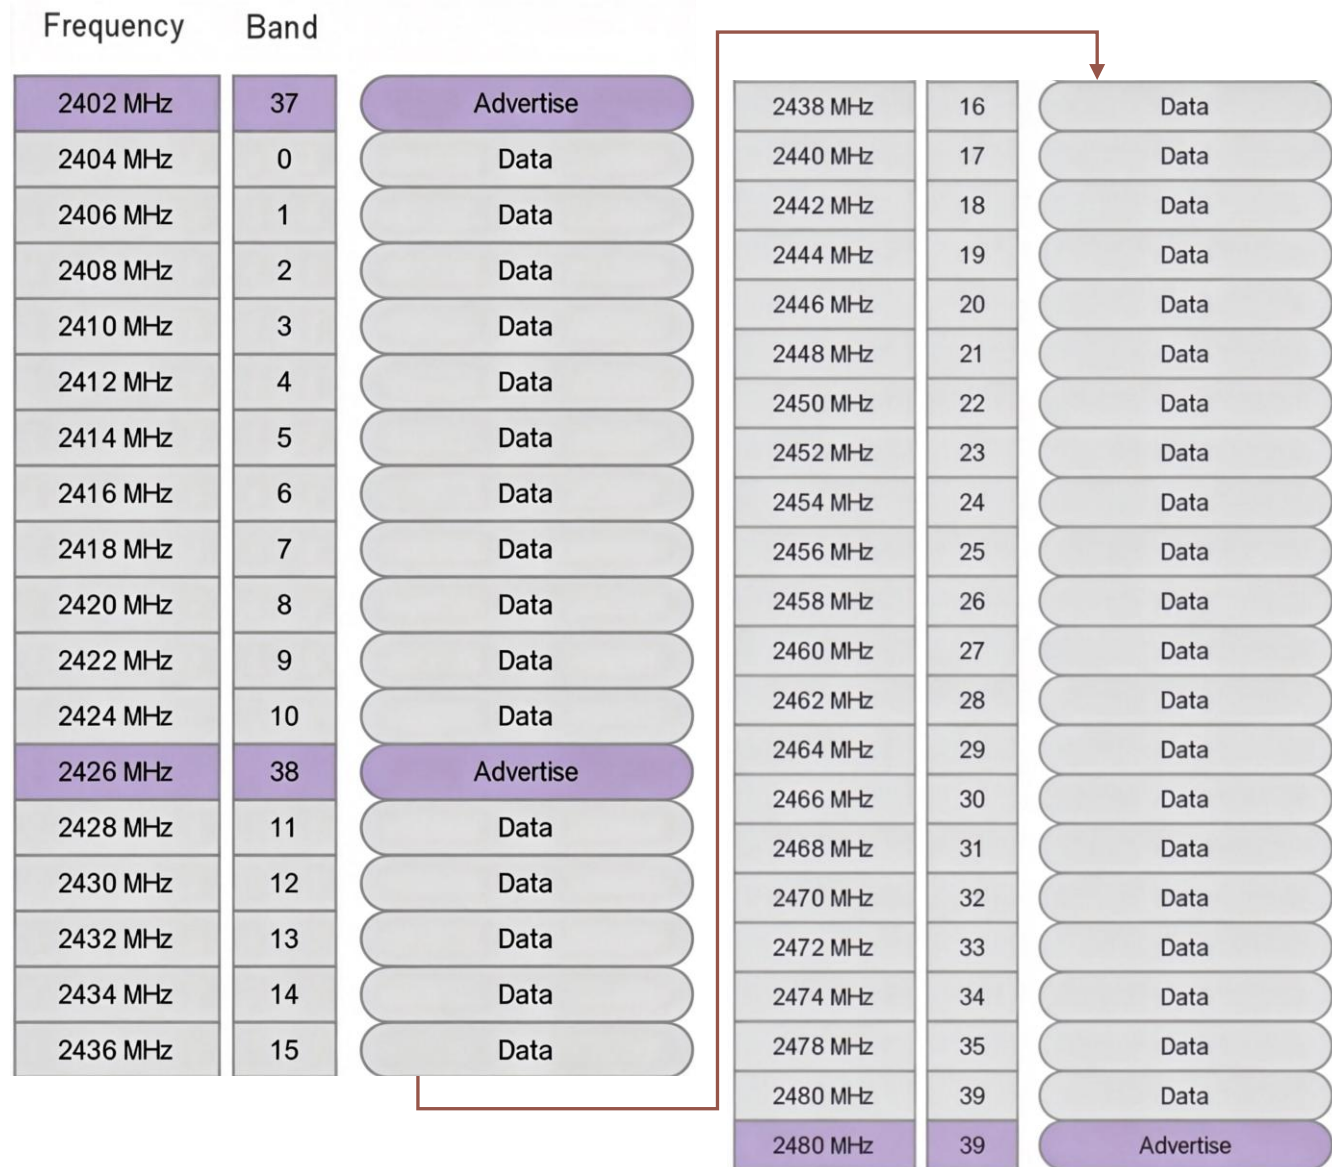 Frequency Band
2402 MHz 37 Advertise
2404 MHz 0 Data
2406 MHz 1 Data
2408 MHz 2 Data
2410 MHz 3 Data
2412 MHz 4 Data
2414 MHz 5 Data
2416 MHz 6 Data
2418 MHz 7 Data
2420 MHz 8 Data
2422 MHz 9 Data
2424 MHz 10 Data
2426 MHz 38 Advertise
2428 MHz 11 Data
2430 MHz 12 Data
2432 MHz 13 Data
2434 MHz 14 Data
2436 MHz 15 Data
2438 MHz 16 Data
2440 MHz 17 Data
2442 MHz 18 Data
2444 MHz 19 Data
2446 MHz 20 Data
2448 MHz 21 Data
2450 MHz 22 Data
2452 MHz 23 Data
2454 MHz 24 Data
2456 MHz 25 Data
2458 MHz 26 Data
2460 MHz 27 Data
2462 MHz 28 Data
2464 MHz 29 Data
2466 MHz 30 Data
2468 MHz 31 Data
2470 MHz 32 Data
2472 MHz 33 Data
2474 MHz 34 Data
2478 MHz 35 Data
2480 MHz 39 Data
2480 MHz 39 Advertise